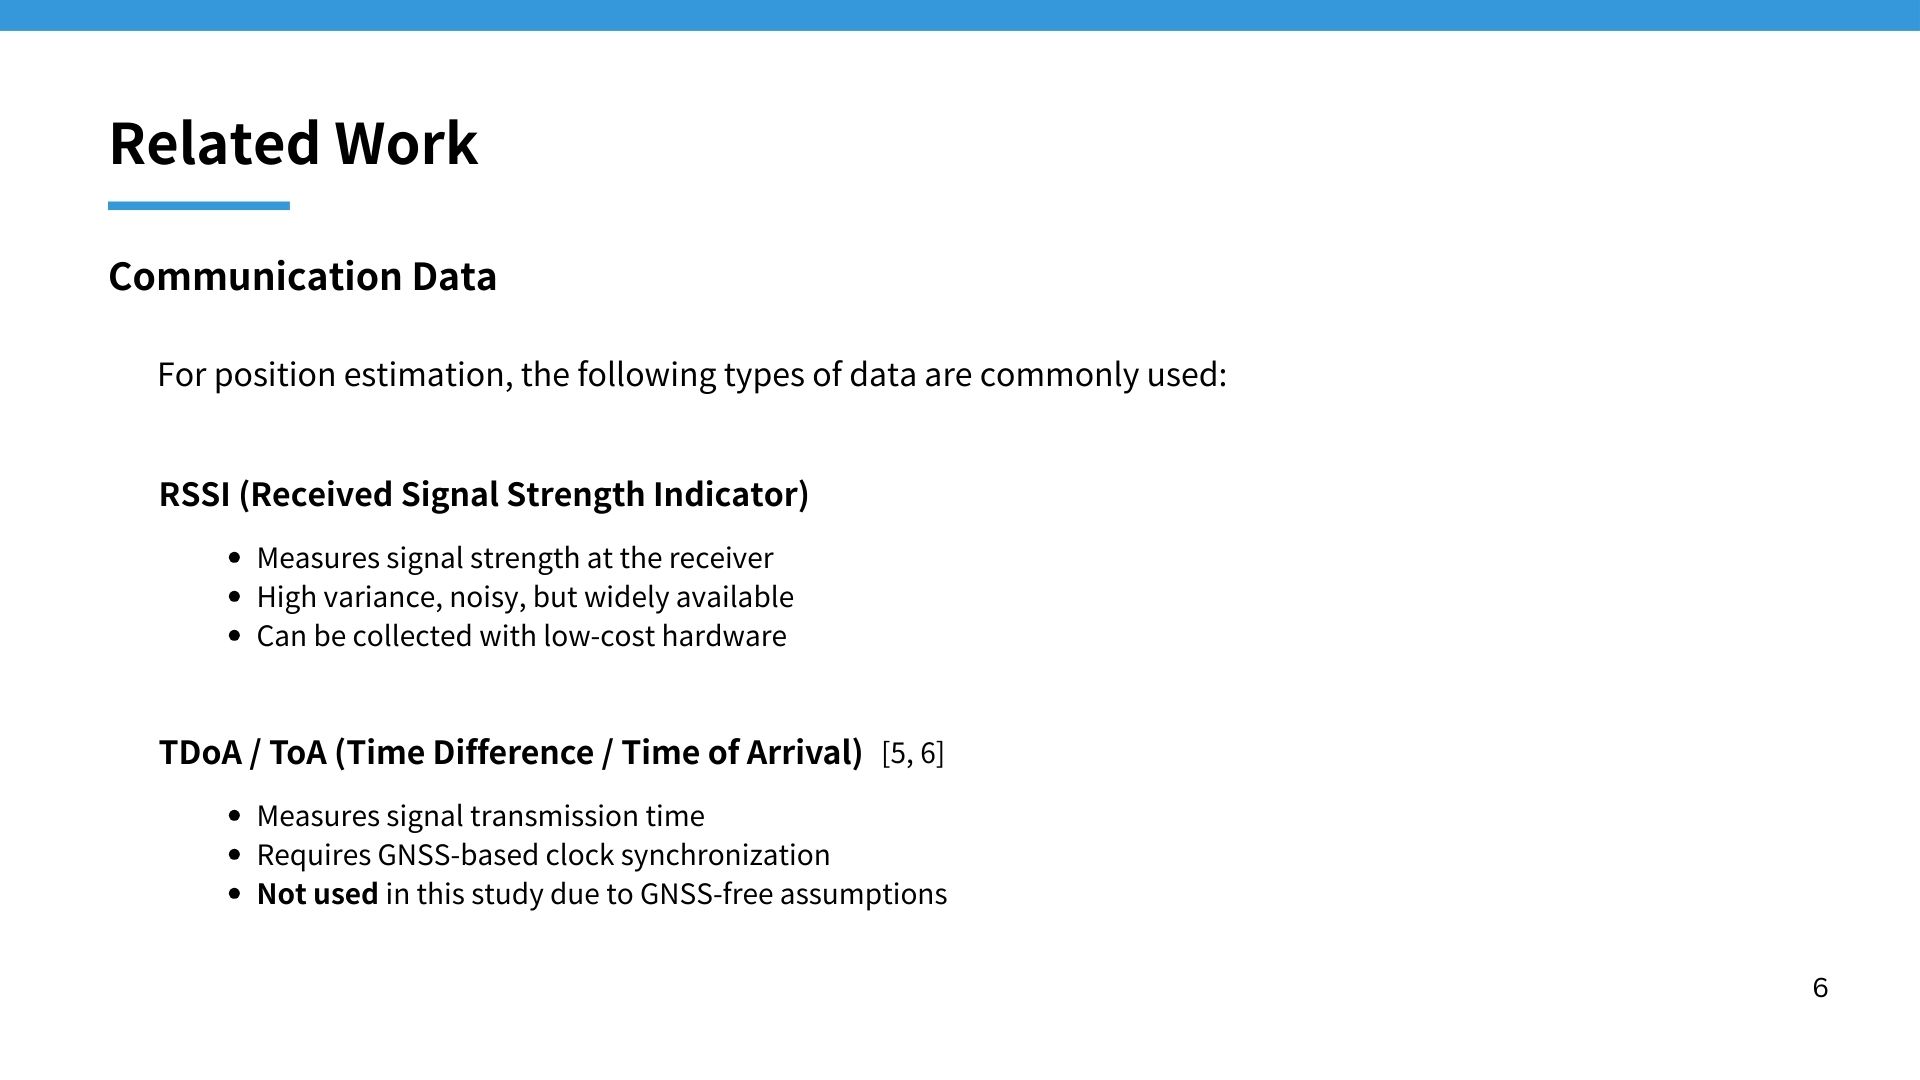 Related Work
Communication Data
For position estimation, the following types of data are commonly used:
RSSI (Received Signal Strength Indicator)
• Measures signal strength at the receiver
• High variance, noisy, but widely available
• Can be collected with low-cost hardware
TDoA / ToA (Time Difference / Time of Arrival) [5, 6]
• Measures signal transmission time
• Requires GNSS-based clock synchronization
• Not used in this study due to GNSS-free assumptions
6